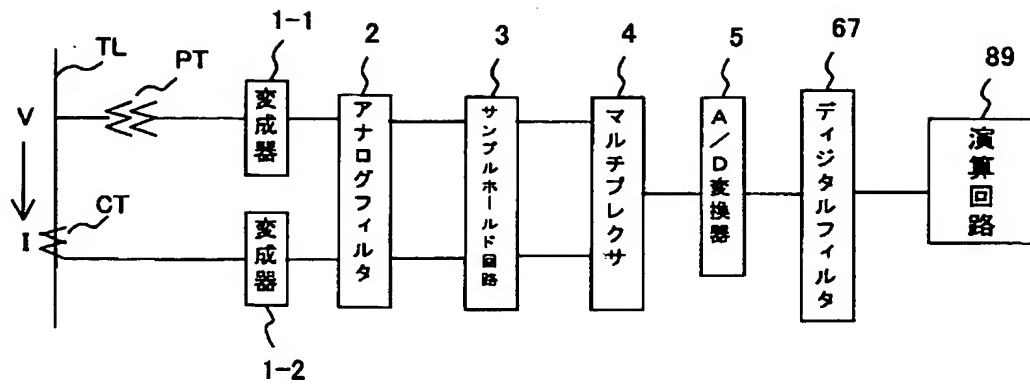 1-1
2
3
4
5
67
89
TL
PT
V
I
CT
変成器
変成器
1-2
アナログフィルタ
サンプルホールド回路
マルチプレクサ
A/D変換器
ディジタルフィルタ
演算回路